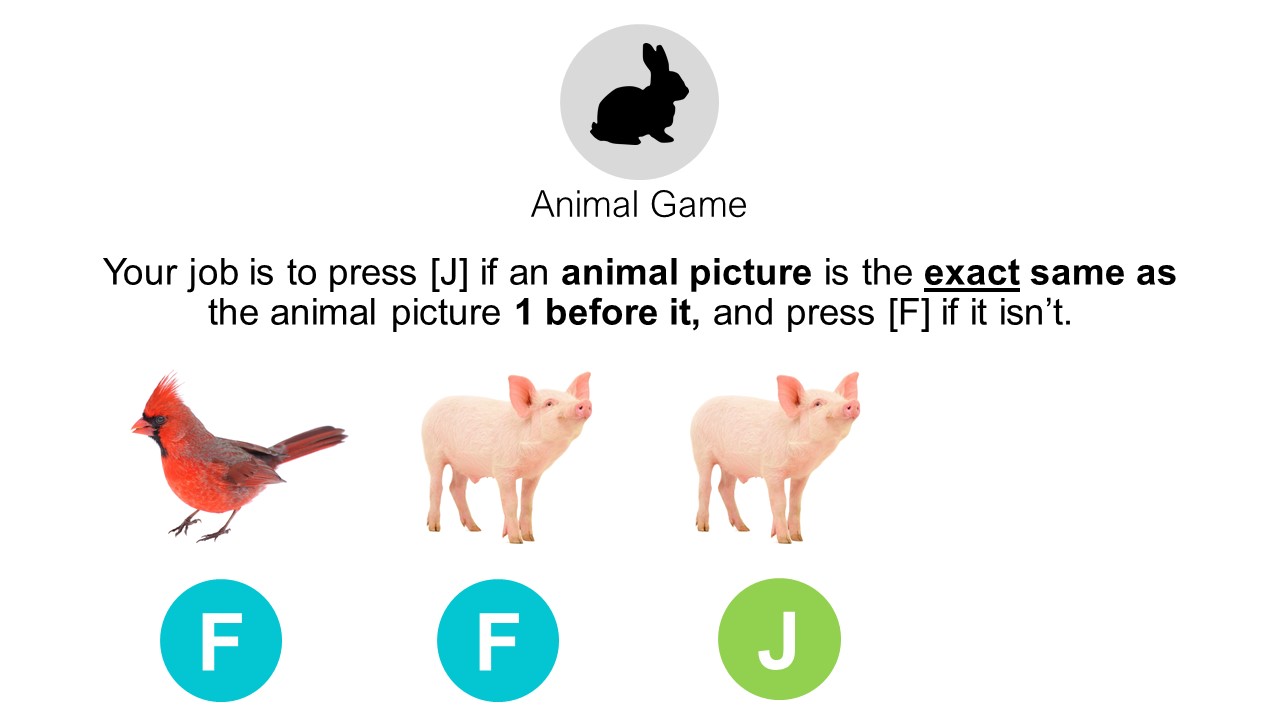 Animal Game
Your job is to press [J] if an animal picture is the exact same as
the animal picture 1 before it, and press [F] if it isn’t.
F F J